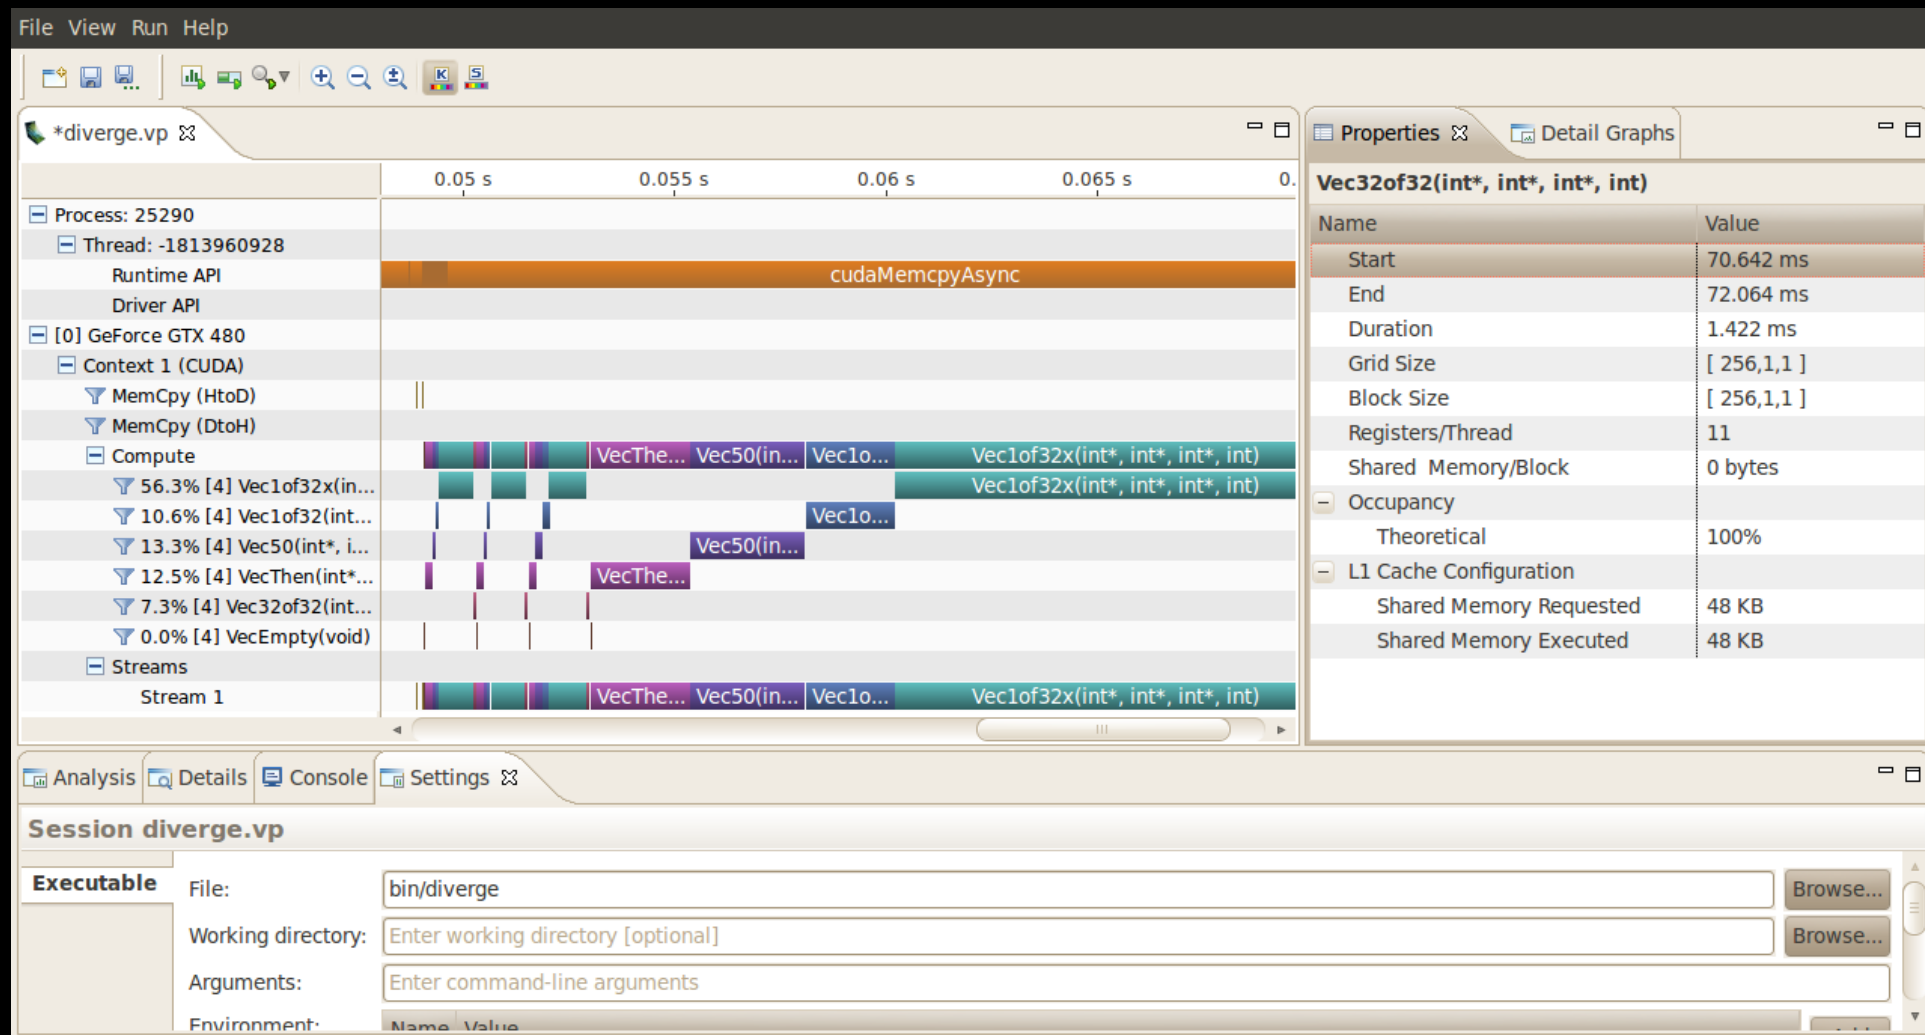 File View Run Help
*diverge.vp
0.05 s 0.055 s 0.06 s 0.065 s 0.
Process: 25290
Thread: -1813960928
Runtime API
cudaMemcpyAsync
Driver API
[0] GeForce GTX 480
Context 1 (CUDA)
MemCpy (HtoD)
MemCpy (DtoH)
Compute
VecThe... Vec50(in... Vec1o... Vec1of32x(int*, int*, int*, int)
56.3% [4] Vec1of32x(in...
Vec1of32x(int*, int*, int*, int)
10.6% [4] Vec1of32(int...
Vec1o...
13.3% [4] Vec50(int*, i...
Vec50(in...
12.5% [4] VecThen(int*...
VecThe...
7.3% [4] Vec32of32(int...
0.0% [4] VecEmpty(void)
Streams
Stream 1
VecThe... Vec50(in... Vec1o... Vec1of32x(int*, int*, int*, int)
Properties Detail Graphs
Vec32of32(int*, int*, int*, int)
Name Value
Start 70.642 ms
End 72.064 ms
Duration 1.422 ms
Grid Size [ 256,1,1 ]
Block Size [ 256,1,1 ]
Registers/Thread 11
Shared Memory/Block 0 bytes
Occupancy
Theoretical 100%
L1 Cache Configuration
Shared Memory Requested 48 KB
Shared Memory Executed 48 KB
Analysis Details Console Settings
Session diverge.vp
Executable
File: bin/diverge Browse...
Working directory: Enter working directory [optional] Browse...
Arguments: Enter command-line arguments
Environment: Name Value